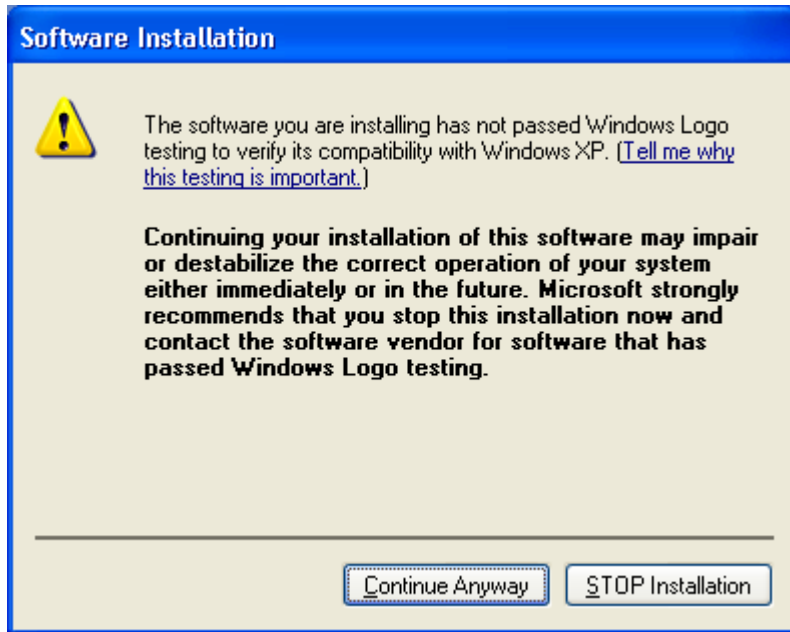 Software Installation
The software you are installing has not passed Windows Logo
testing to verify its compatibility with Windows XP. (Tell me why
this testing is important.)
Continuing your installation of this software may impair
or destabilize the correct operation of your system
either immediately or in the future. Microsoft strongly
recommends that you stop this installation now and
contact the software vendor for software that has
passed Windows Logo testing.
Continue Anyway
STOP Installation